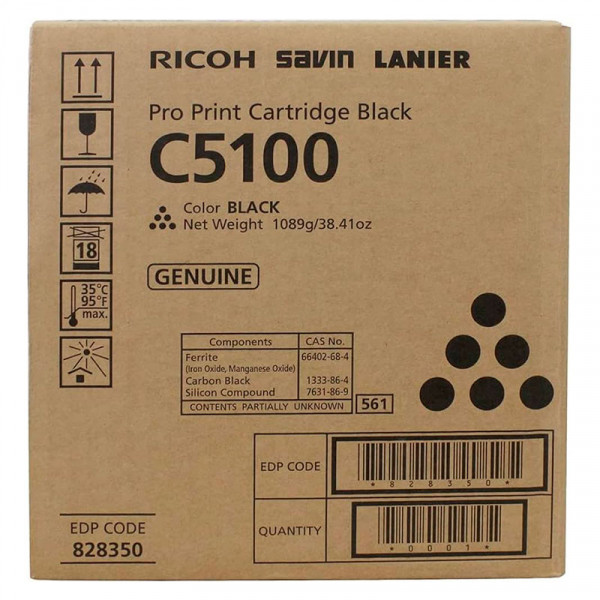 RICOH savin LANIER
Pro Print Cartridge Black
C5100
Color BLACK
Net Weight 1089g/38.41oz
18
GENUINE
35°C
95°F
max.
Components CAS No.
Ferrite 66402-68-4
(Iron Oxide, Manganese Oxide)
Carbon Black 1333-86-4
Silicon Compound 7631-86-9
CONTENTS PARTIALLY UNKNOWN 561
EDP CODE
*828350*
QUANTITY
*0001*
EDP CODE
828350